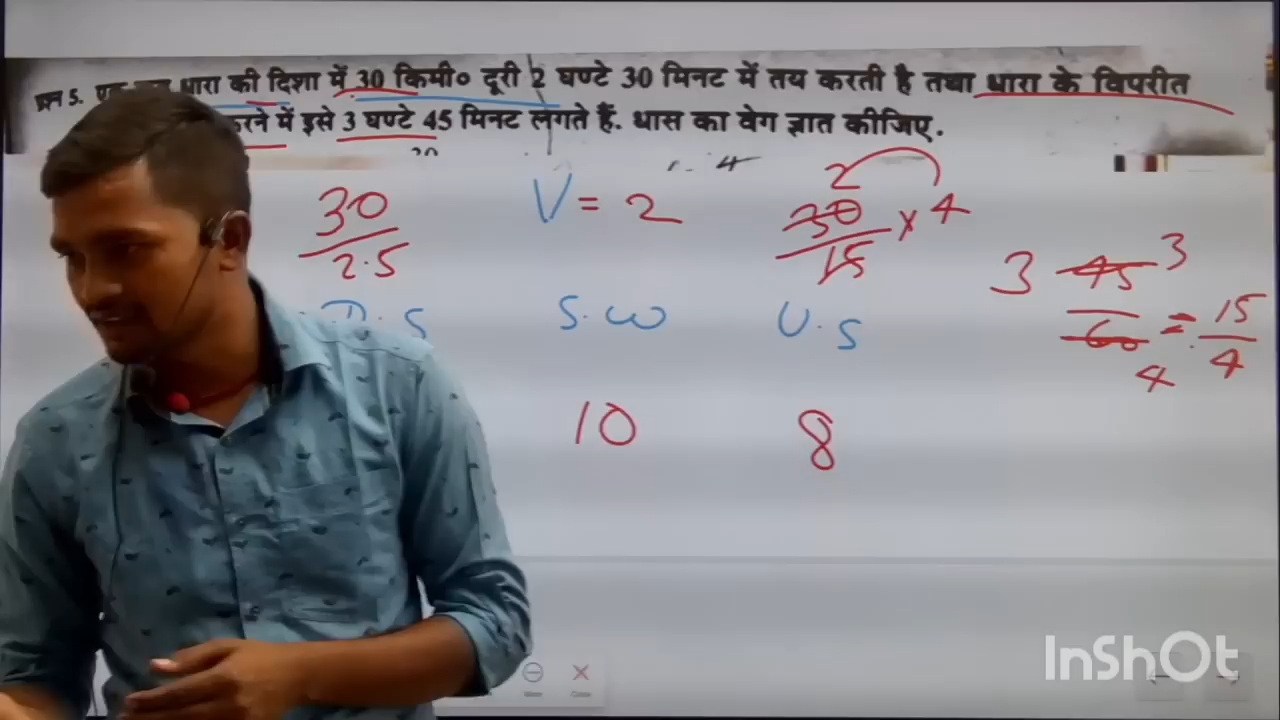 प्रश्न 5. धारा की दिशा में 30 किमी० दूरी 2 घण्टे 30 मिनट में तय करती है तथा धारा के विपरीत
करने में इसे 3 घण्टे 45 मिनट लगते हैं. धारा का वेग ज्ञात कीजिए.
30/2.5 V = 2 30/15 × 4 2
3 45/60 3 4 = 15/4
D.S S.W U.S
10 8
InShOt